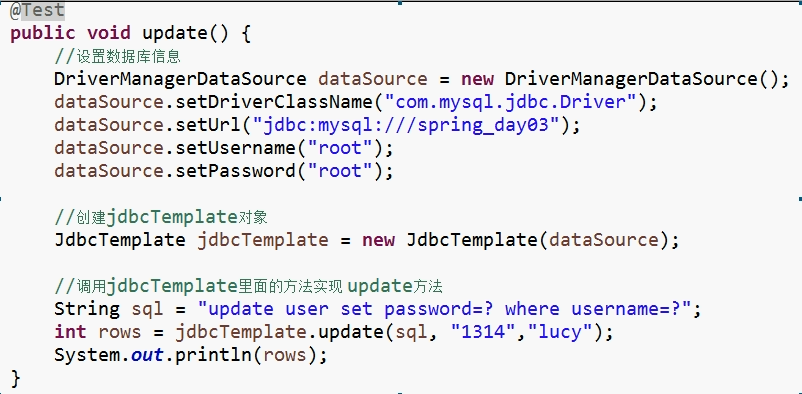 @Test
public void update() {
//设置数据库信息
DriverManagerDataSource dataSource = new DriverManagerDataSource();
dataSource.setDriverClassName("com.mysql.jdbc.Driver");
dataSource.setUrl("jdbc:mysql:///spring_day03");
dataSource.setUsername("root");
dataSource.setPassword("root");
//创建jdbcTemplate对象
JdbcTemplate jdbcTemplate = new JdbcTemplate(dataSource);
//调用jdbcTemplate里面的方法实现 update方法
String sql = "update user set password=? where username=?";
int rows = jdbcTemplate.update(sql, "1314","lucy");
System.out.println(rows);
}